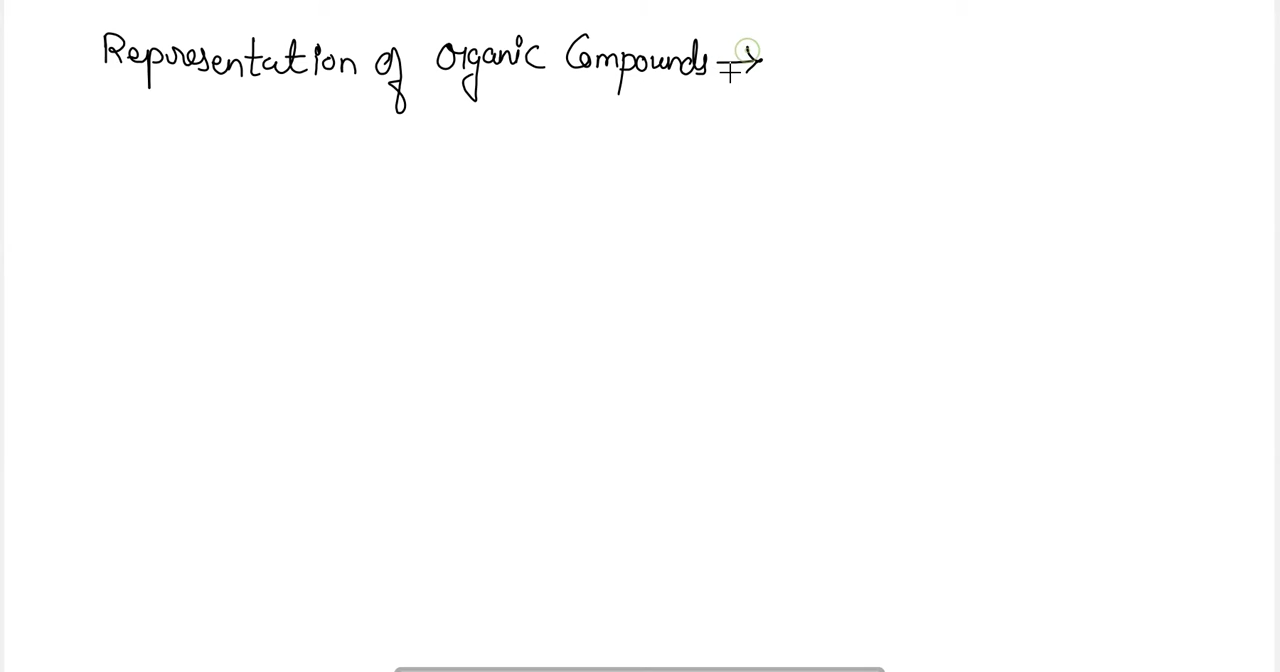 Representation of Organic Compounds ⇒